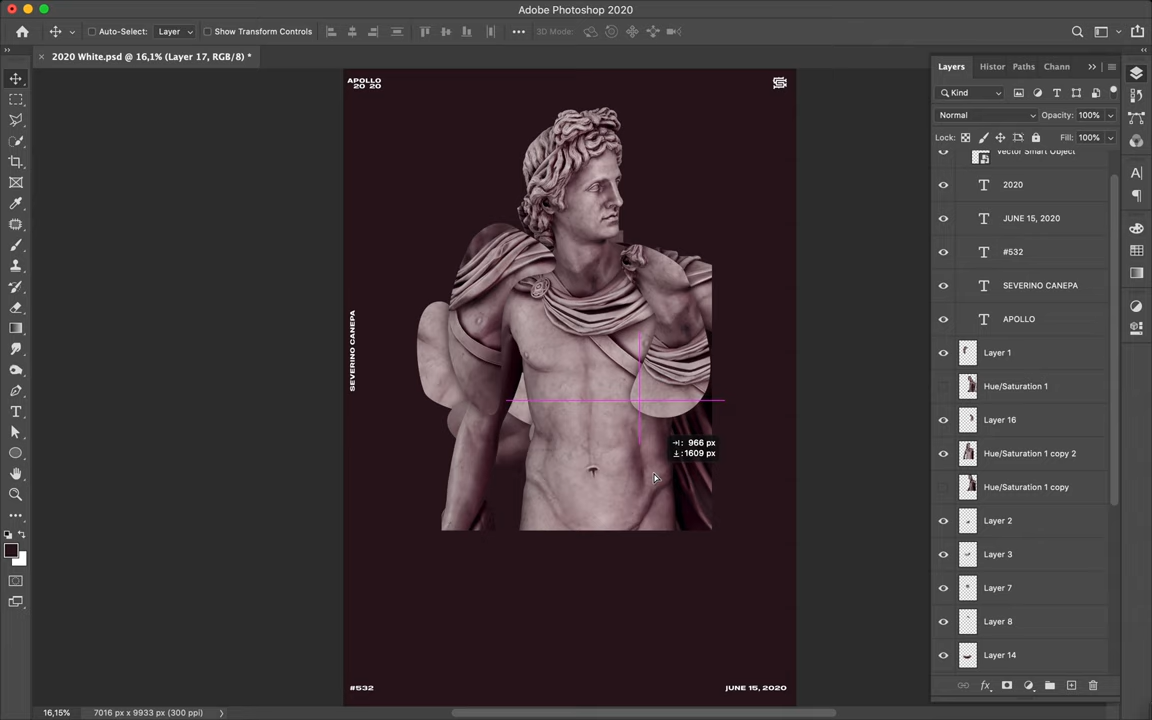 Adobe Photoshop 2020
Auto-Select:
Layer
Show Transform Controls
3D Mode:
2020 White.psd @ 16,1% (Layer 17, RGB/8) *
APOLLO
20 20
SEVERINO CANEPA
966 px
1609 px
#532
JUNE 15, 2020
Layers
Histor
Paths
Chann
Kind
Normal
Opacity: 100%
Lock:
Fill: 100%
Vector Smart Object
2020
JUNE 15, 2020
#532
SEVERINO CANEPA
APOLLO
Layer 1
Hue/Saturation 1
Layer 16
Hue/Saturation 1 copy 2
Hue/Saturation 1 copy
Layer 2
Layer 3
Layer 7
Layer 8
Layer 14
16,15%
7016 px x 9933 px (300 ppi)